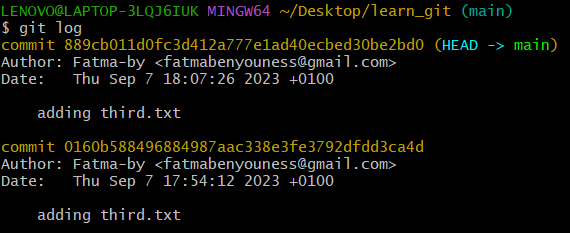 LENOVO@LAPTOP-3LQJ6IUK MINGW64 ~/Desktop/learn_git (main)
$ git log
commit 889cb011d0fc3d412a777e1ad40ecbed30be2bd0 (HEAD -> main)
Author: Fatma-by <fatmabenyouness@gmail.com>
Date:   Thu Sep 7 18:07:26 2023 +0100
    adding third.txt
commit 0160b588496884987aac338e3fe3792dfdd3ca4d
Author: Fatma-by <fatmabenyouness@gmail.com>
Date:   Thu Sep 7 17:54:12 2023 +0100
    adding third.txt